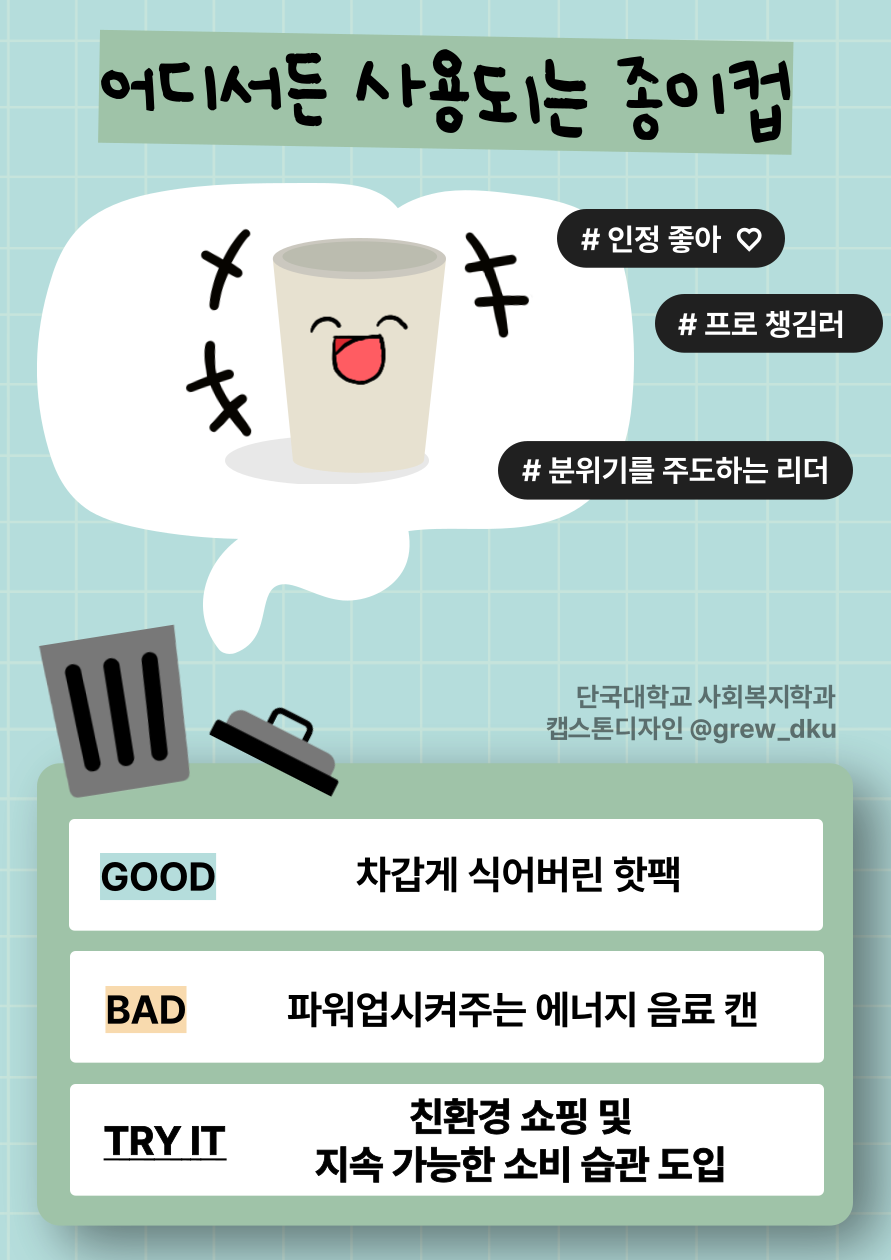 어디서든 사용되는 종이컵
# 인정 좋아 ♡
# 프로 챙김러
# 분위기를 주도하는 리더
단국대학교 사회복지학과
캡스톤디자인 @grew_dku
GOOD 차갑게 식어버린 핫팩
BAD 파워업시켜주는 에너지 음료 캔
TRY IT 친환경 쇼핑 및
지속 가능한 소비 습관 도입